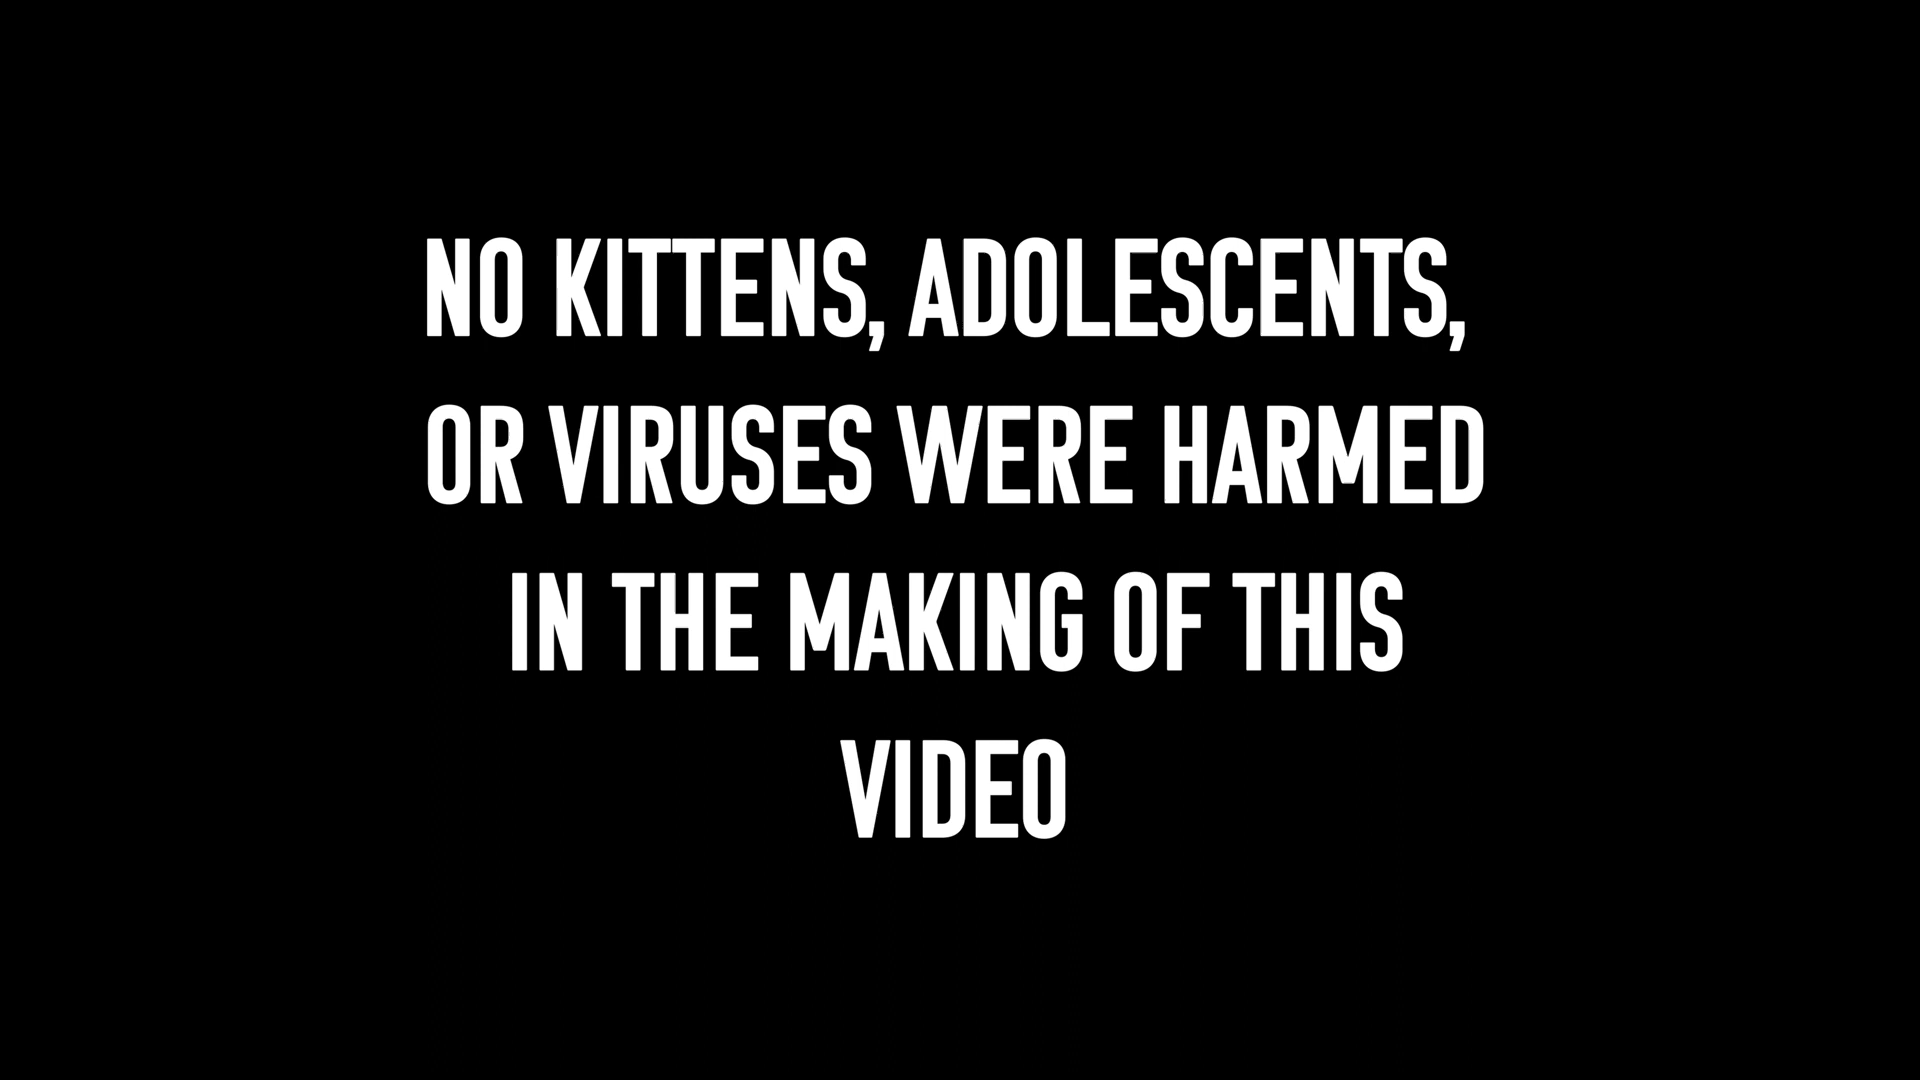 NO KITTENS, ADOLESCENTS,
OR VIRUSES WERE HARMED
IN THE MAKING OF THIS
VIDEO